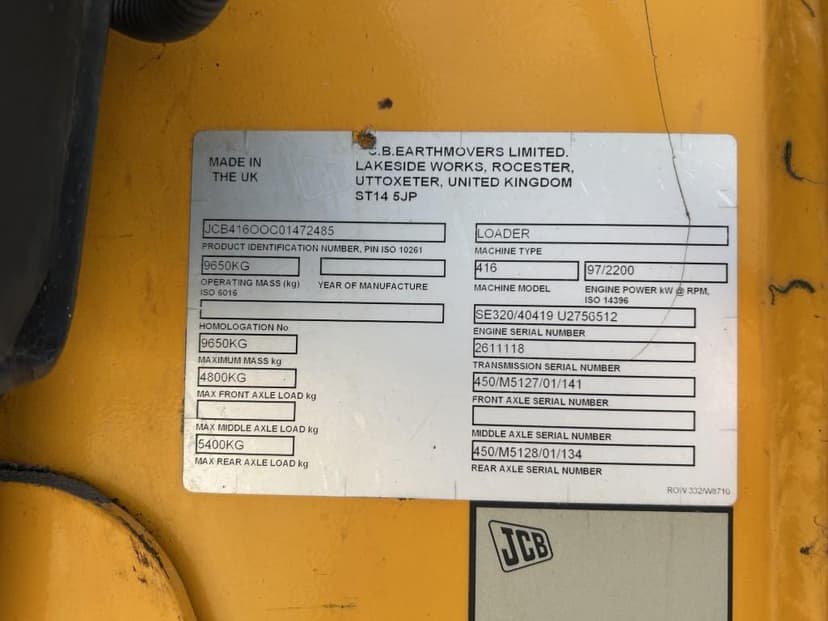 MADE IN
THE UK
J.C.B.EARTHMOVERS LIMITED.
LAKESIDE WORKS, ROCESTER,
UTTOXETER, UNITED KINGDOM
ST14 5JP
JCB416OOC01472485
PRODUCT IDENTIFICATION NUMBER, PIN ISO 10261
9650KG
OPERATING MASS (kg)
ISO 6016
YEAR OF MANUFACTURE
HOMOLOGATION No
9650KG
MAXIMUM MASS kg
4800KG
MAX FRONT AXLE LOAD kg
MAX MIDDLE AXLE LOAD kg
5400KG
MAX REAR AXLE LOAD kg
LOADER
MACHINE TYPE
416
MACHINE MODEL
97/2200
ENGINE POWER kW @ RPM,
ISO 14396
SE320/40419 U2756512
ENGINE SERIAL NUMBER
2611118
TRANSMISSION SERIAL NUMBER
450/M5127/01/141
FRONT AXLE SERIAL NUMBER
MIDDLE AXLE SERIAL NUMBER
450/M5128/01/134
REAR AXLE SERIAL NUMBER
ROW 332/W8710
JCB